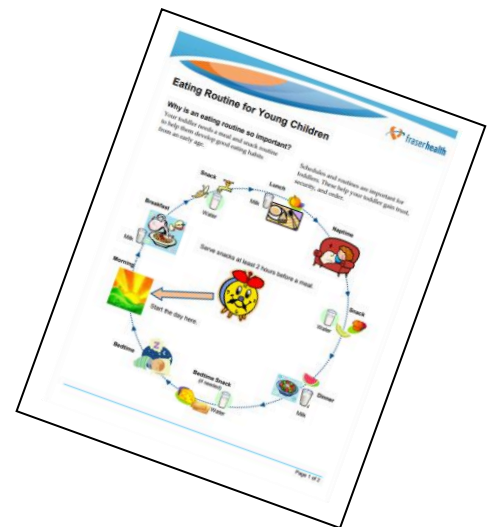 fraserhealth
Eating Routine for Young Children
Why is an eating routine so important?
Your toddler needs a meal and snack routine
to help them develop good eating habits
from an early age.
Schedules and routines are important for
toddlers. These help your toddler gain trust,
security, and order.
Snack
Water
Lunch
Milk
Breakfast
Milk
Naptime
Serve snacks at least 2 hours before a meal.
Morning
Start the day here.
Snack
Water
Bedtime
Bedtime Snack
(if needed)
Water
Dinner
Milk
Page 1 of 2